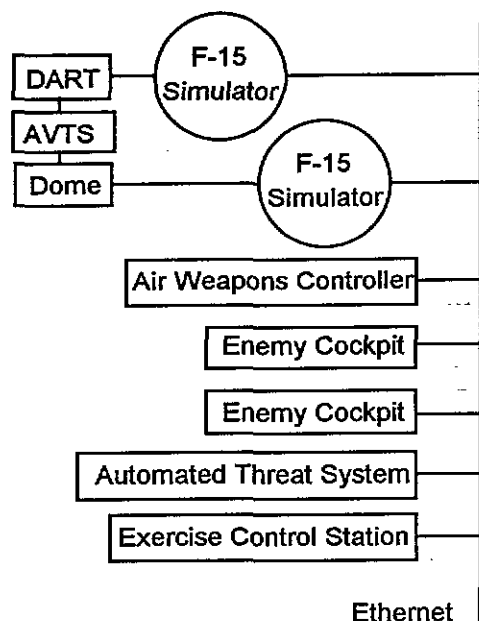 F-15
Simulator
DART
AVTS
Dome
F-15
Simulator
Air Weapons Controller
Enemy Cockpit
Enemy Cockpit
Automated Threat System
Exercise Control Station
Ethernet